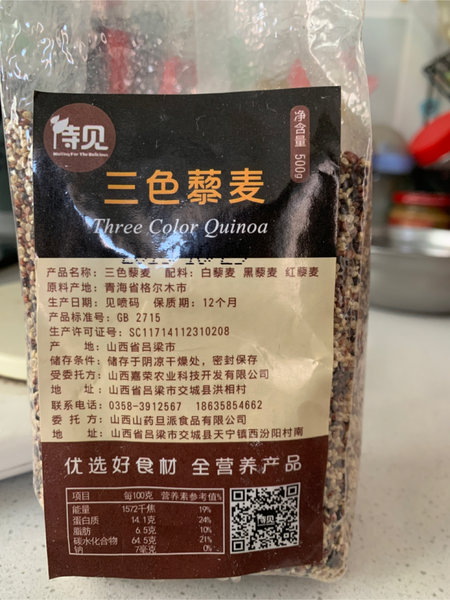 侍见
Waiting For The Delicious
净含量 500g
三色藜麦
Three Color Quinoa
产品名称：三色藜麦 配料：白藜麦 黑藜麦 红藜麦
原料产地：青海省格尔木市
生产日期：见喷码 保质期：12个月
产品标准号：GB 2715
生产许可证号：SC11714112310208
产 地：山西省吕梁市
储存条件：储存于阴凉干燥处，密封保存
受委托方：山西嘉荣农业科技开发有限公司
地 址：山西省吕梁市交城县洪相村
联系电话：0358-3912567 18635854662
委 托 方：山西山药旦派食品有限公司
地 址：山西省吕梁市交城县天宁镇西汾阳村南
优选好食材 全营养产品
项目 每100克 营养素参考值%
能量 1572千焦 19%
蛋白质 14.1克 24%
脂肪 6.5克 10%
碳水化合物 64.5克 21%
钠 7毫克 0%
侍见